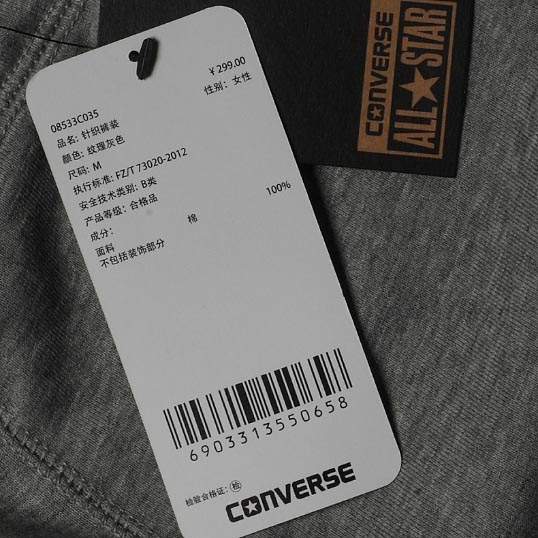 CONVERSE
ALL★STAR
¥299.00
08533C035
性别: 女性
品名: 针织裤装
颜色: 纹理灰色
尺码: M
执行标准: FZ/T 73020-2012
安全技术类别: B类
产品等级: 合格品
成分:
面料 棉 100%
不包括装饰部分
6903313550658
检验合格证: 检
CONVERSE